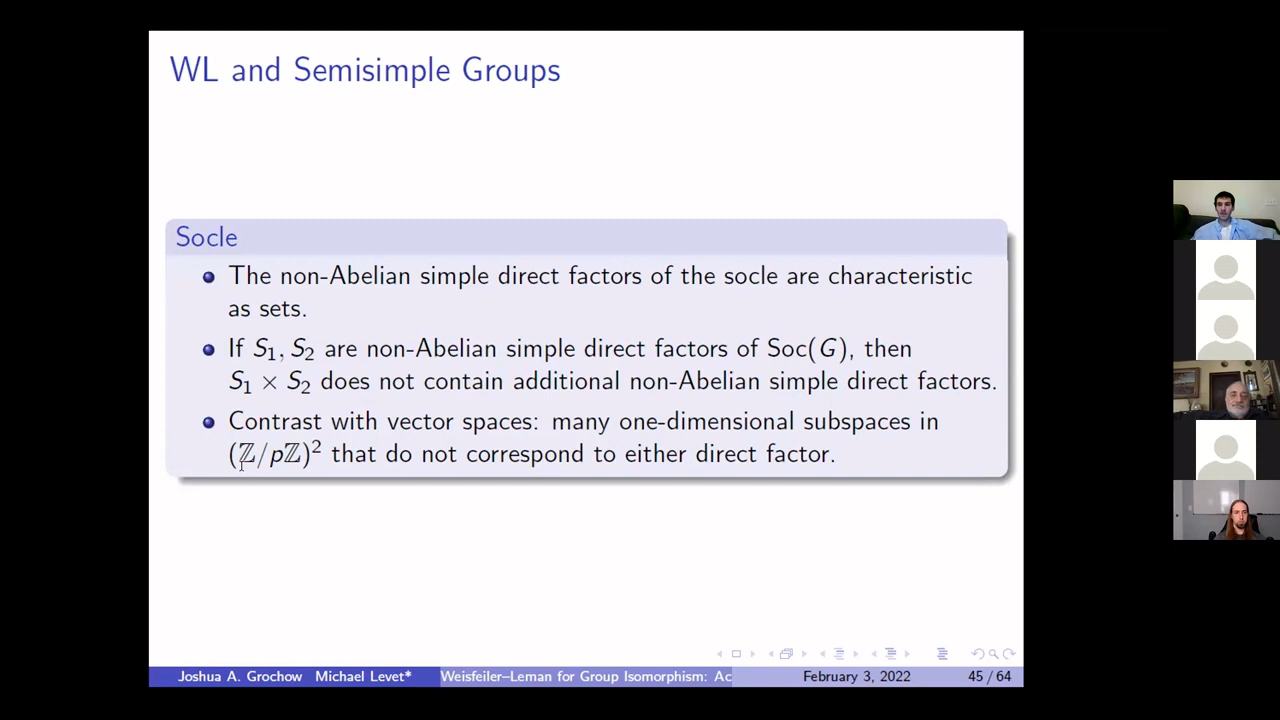 WL and Semisimple Groups
Socle
The non-Abelian simple direct factors of the socle are characteristic
as sets.
If S₁, S₂ are non-Abelian simple direct factors of Soc(G), then
S₁ × S₂ does not contain additional non-Abelian simple direct factors.
Contrast with vector spaces: many one-dimensional subspaces in
(ℤ/pℤ)² that do not correspond to either direct factor.
Joshua A. Grochow Michael Levet* Weisfeiler–Leman for Group Isomorphism: Ac February 3, 2022 45 / 64